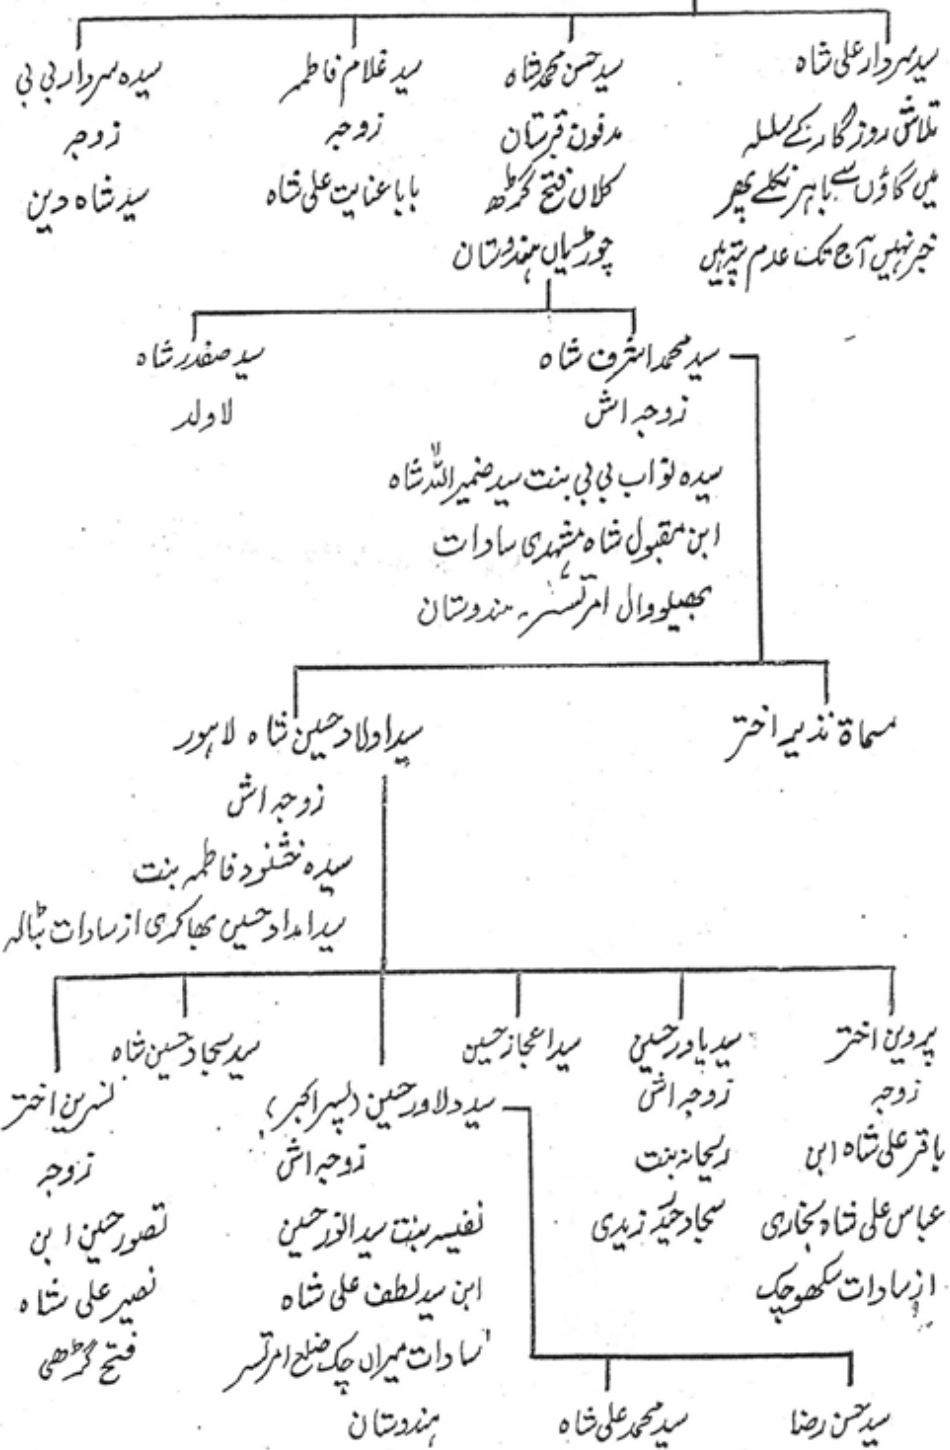 سید سردار علی شاہ
تلاش روزگار کے سلسلہ
میں گاؤں سے باہر نکلے پھر
خبر نہیں آج تک عدم پتہ ہیں
سید حسن محمد شاہ
مدفون قبرستان
کلاں فتح گڑھ
چوڑیاں ہندوستان
سید غلام فاطمہ
زوجہ
بابا عنایت علی شاہ
سیدہ سردار بی بی
زوجہ
سید شاہ دین
سید محمد اشرف شاہ
زوجہ اش
سیدہ نواب بی بی بنت سید ضمیر اللہ شاہ
ابن مقبول شاہ مشہدی سادات
بھیلووال امرتسر۔ ہندوستان
سید صفدر شاہ
لاولد
مسماۃ نذیر اختر
سید اولاد حسین شاہ لاہور
زوجہ اش
سیدہ خشنود فاطمہ بنت
سید امداد حسین بھاکری از سادات بٹالہ
پروین اختر
زوجہ
باقر علی شاہ ابن
عباس علی شاہ بخاری
از سادات سکھوچک
سید یاور حسین
زوجہ اش
ریحانہ بنت
سجاد حیدر زیدی
سید اعجاز حسین
سید دلاور حسین (پسر اکبر)
زوجہ اش
نفیسہ بنت سید انور حسین
ابن سید لطف علی شاہ
سادات میراں چک ضلع امرتسر
ہندوستان
سید سجاد حسین شاہ
نسرین اختر
زوجہ
تصور حسین ابن
نصیر علی شاہ
فتح گڑھی
سید حسن رضا
سید محمد علی شاہ